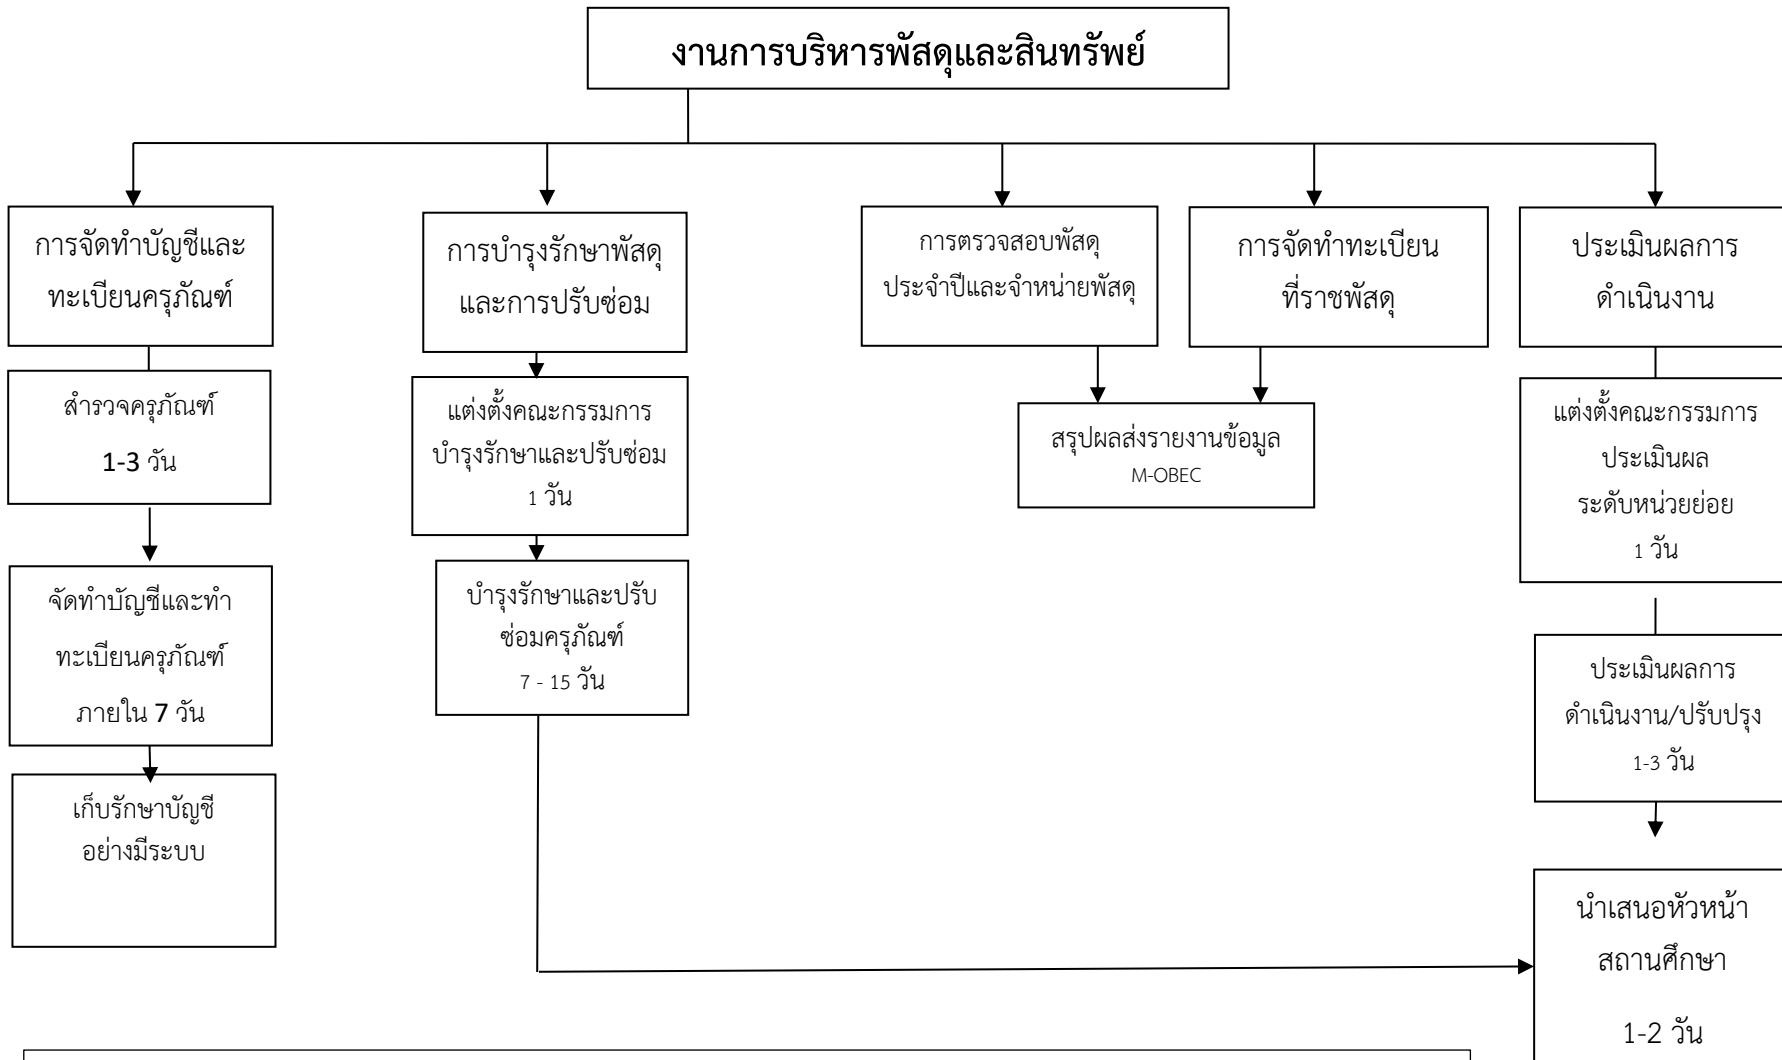 งานการบริหารพัสดุและสินทรัพย์
การจัดทำบัญชีและ
ทะเบียนครุภัณฑ์
สำรวจครุภัณฑ์
1-3 วัน
จัดทำบัญชีและทำ
ทะเบียนครุภัณฑ์
ภายใน 7 วัน
เก็บรักษาบัญชี
อย่างมีระบบ
การบำรุงรักษาพัสดุ
และการปรับซ่อม
แต่งตั้งคณะกรรมการ
บำรุงรักษาและปรับซ่อม
1 วัน
บำรุงรักษาและปรับ
ซ่อมครุภัณฑ์
7 - 15 วัน
การตรวจสอบพัสดุ
ประจำปีและจำหน่ายพัสดุ
การจัดทำทะเบียน
ที่ราชพัสดุ
สรุปผลส่งรายงานข้อมูล
M-OBEC
ประเมินผลการ
ดำเนินงาน
แต่งตั้งคณะกรรมการ
ประเมินผล
ระดับหน่วยย่อย
1 วัน
ประเมินผลการ
ดำเนินงาน/ปรับปรุง
1-3 วัน
นำเสนอหัวหน้า
สถานศึกษา
1-2 วัน